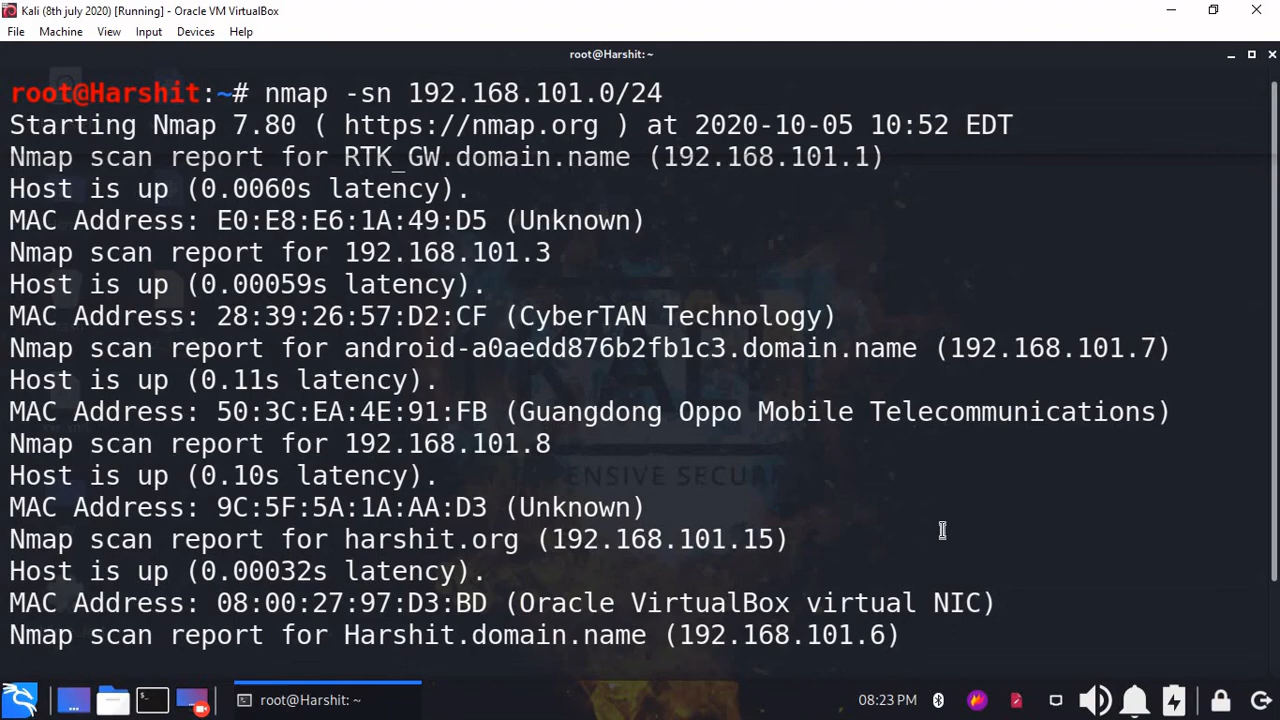 Kali (8th july 2020) [Running] - Oracle VM VirtualBox
File Machine View Input Devices Help
root@Harshit: ~
root@Harshit:~# nmap -sn 192.168.101.0/24
Starting Nmap 7.80 ( https://nmap.org ) at 2020-10-05 10:52 EDT
Nmap scan report for RTK_GW.domain.name (192.168.101.1)
Host is up (0.0060s latency).
MAC Address: E0:E8:E6:1A:49:D5 (Unknown)
Nmap scan report for 192.168.101.3
Host is up (0.00059s latency).
MAC Address: 28:39:26:57:D2:CF (CyberTAN Technology)
Nmap scan report for android-a0aedd876b2fb1c3.domain.name (192.168.101.7)
Host is up (0.11s latency).
MAC Address: 50:3C:EA:4E:91:FB (Guangdong Oppo Mobile Telecommunications)
Nmap scan report for 192.168.101.8
Host is up (0.10s latency).
MAC Address: 9C:5F:5A:1A:AA:D3 (Unknown)
Nmap scan report for harshit.org (192.168.101.15)
Host is up (0.00032s latency).
MAC Address: 08:00:27:97:D3:BD (Oracle VirtualBox virtual NIC)
Nmap scan report for Harshit.domain.name (192.168.101.6)
root@Harshit: ~
08:23 PM